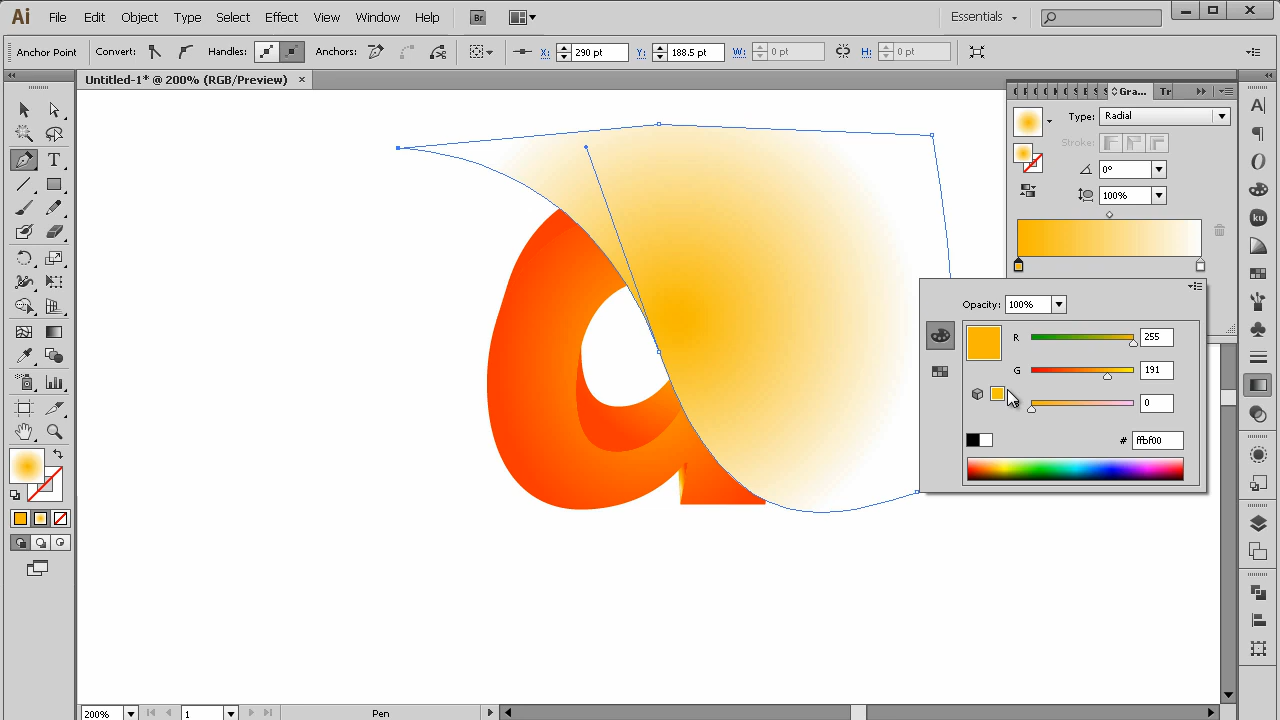 Ai File Edit Object Type Select Effect View Window Help Br Essentials
Anchor Point Convert: Handles: Anchors: X: 290 pt Y: 188.5 pt W: 0 pt H: 0 pt
Untitled-1* @ 200% (RGB/Preview) ×
Gra... Tr
Type: Radial
Stroke:
0°
100%
Opacity: 100%
R 255
G 191
0
# ffbf00
ku
200% 1 Pen